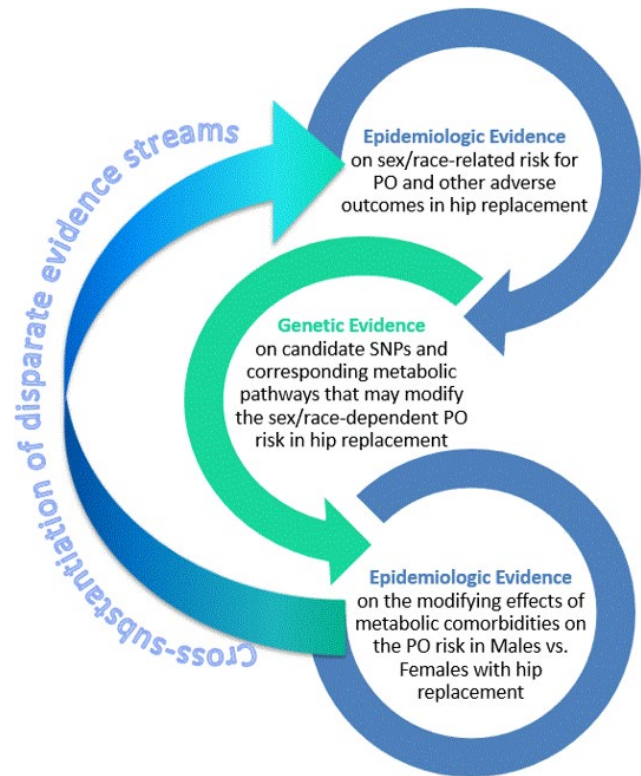 Cross-substantiation of disparate evidence streams
Epidemiologic Evidence
on sex/race-related risk for
PO and other adverse
outcomes in hip replacement
Genetic Evidence
on candidate SNPs and
corresponding metabolic
pathways that may modify
the sex/race-dependent PO
risk in hip replacement
Epidemiologic Evidence
on the modifying effects of
metabolic comorbidities on
the PO risk in Males vs.
Females with hip
replacement